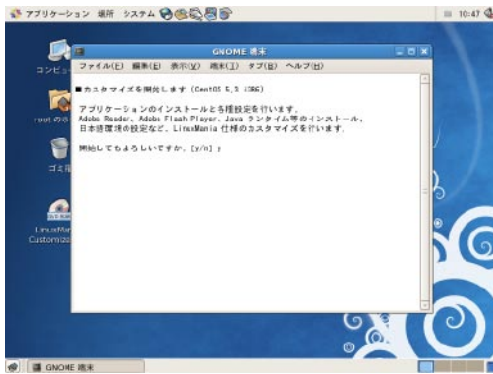 アプリケーション 場所 システム
10:47
コンピュ
root のホ
ゴミ箱
LinuxMan
Customize
GNOME 端末
ファイル(F) 編集(E) 表示(V) 端末(T) タブ(B) ヘルプ(H)
■カスタマイズを開始します (CentOS 5.3 i386)
アプリケーションのインストールと各種設定を行います.
Adobe Reader、Adobe Flash Player、Java ランタイム等のインストール、
日本語環境の設定など、LinuxMania 仕様のカスタマイズを行います.
開始してもよろしいですか. [y/n] y
GNOME 端末